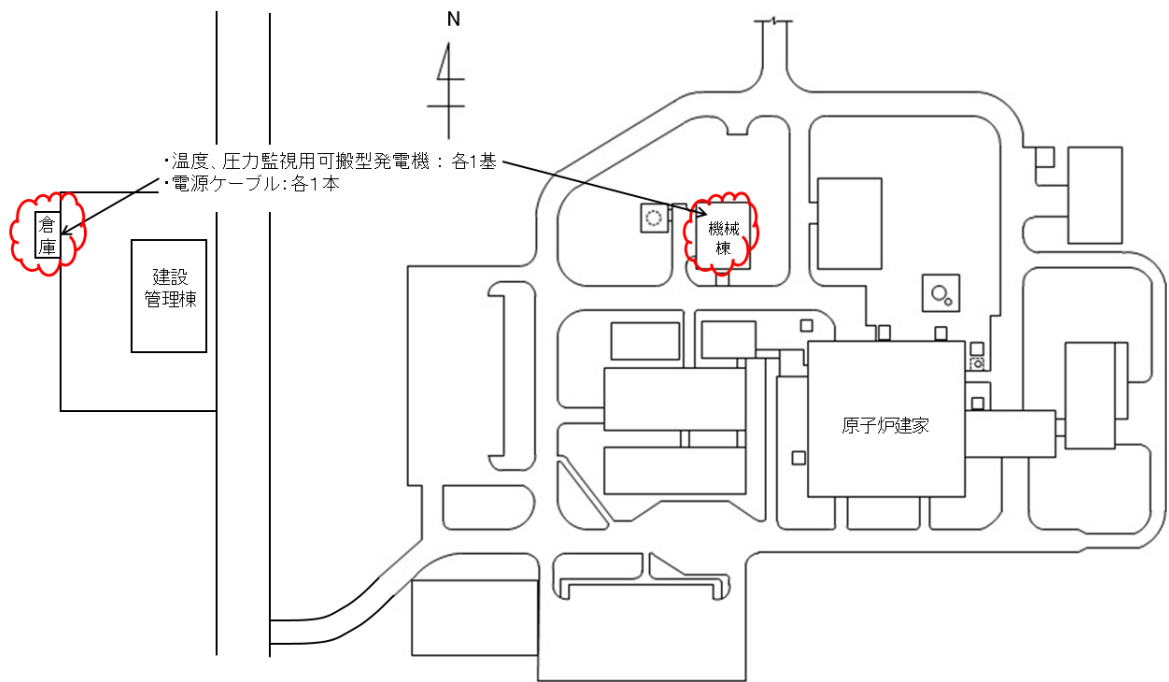 N
・温度、圧力監視用可搬型発電機：各1基
・電源ケーブル：各1本
倉
庫
機械
棟
建設
管理棟
原子炉建家